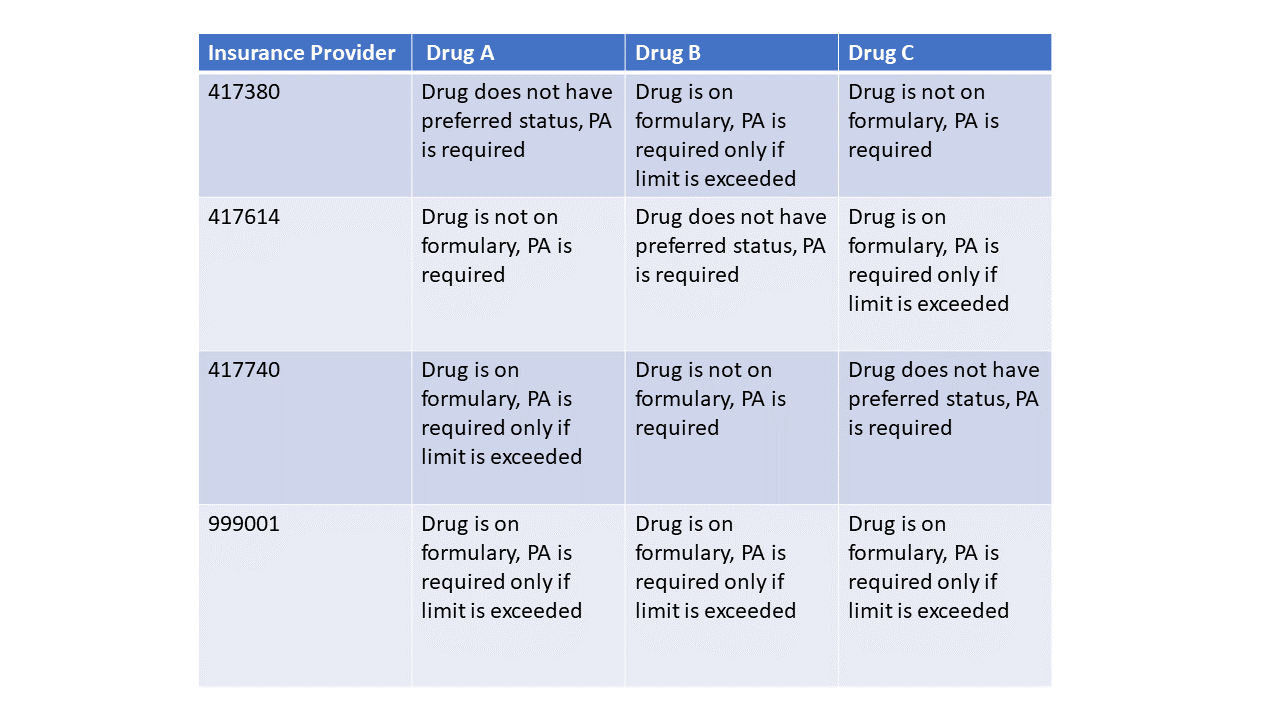 Insurance Provider
Drug A
Drug B
Drug C
417380
Drug does not have
preferred status, PA
is required
Drug is on
formulary, PA is
required only if
limit is exceeded
Drug is not on
formulary, PA is
required
417614
Drug is not on
formulary, PA is
required
Drug does not have
preferred status, PA
is required
Drug is on
formulary, PA is
required only if
limit is exceeded
417740
Drug is on
formulary, PA is
required only if
limit is exceeded
Drug is not on
formulary, PA is
required
Drug does not have
preferred status, PA
is required
999001
Drug is on
formulary, PA is
required only if
limit is exceeded
Drug is on
formulary, PA is
required only if
limit is exceeded
Drug is on
formulary, PA is
required only if
limit is exceeded